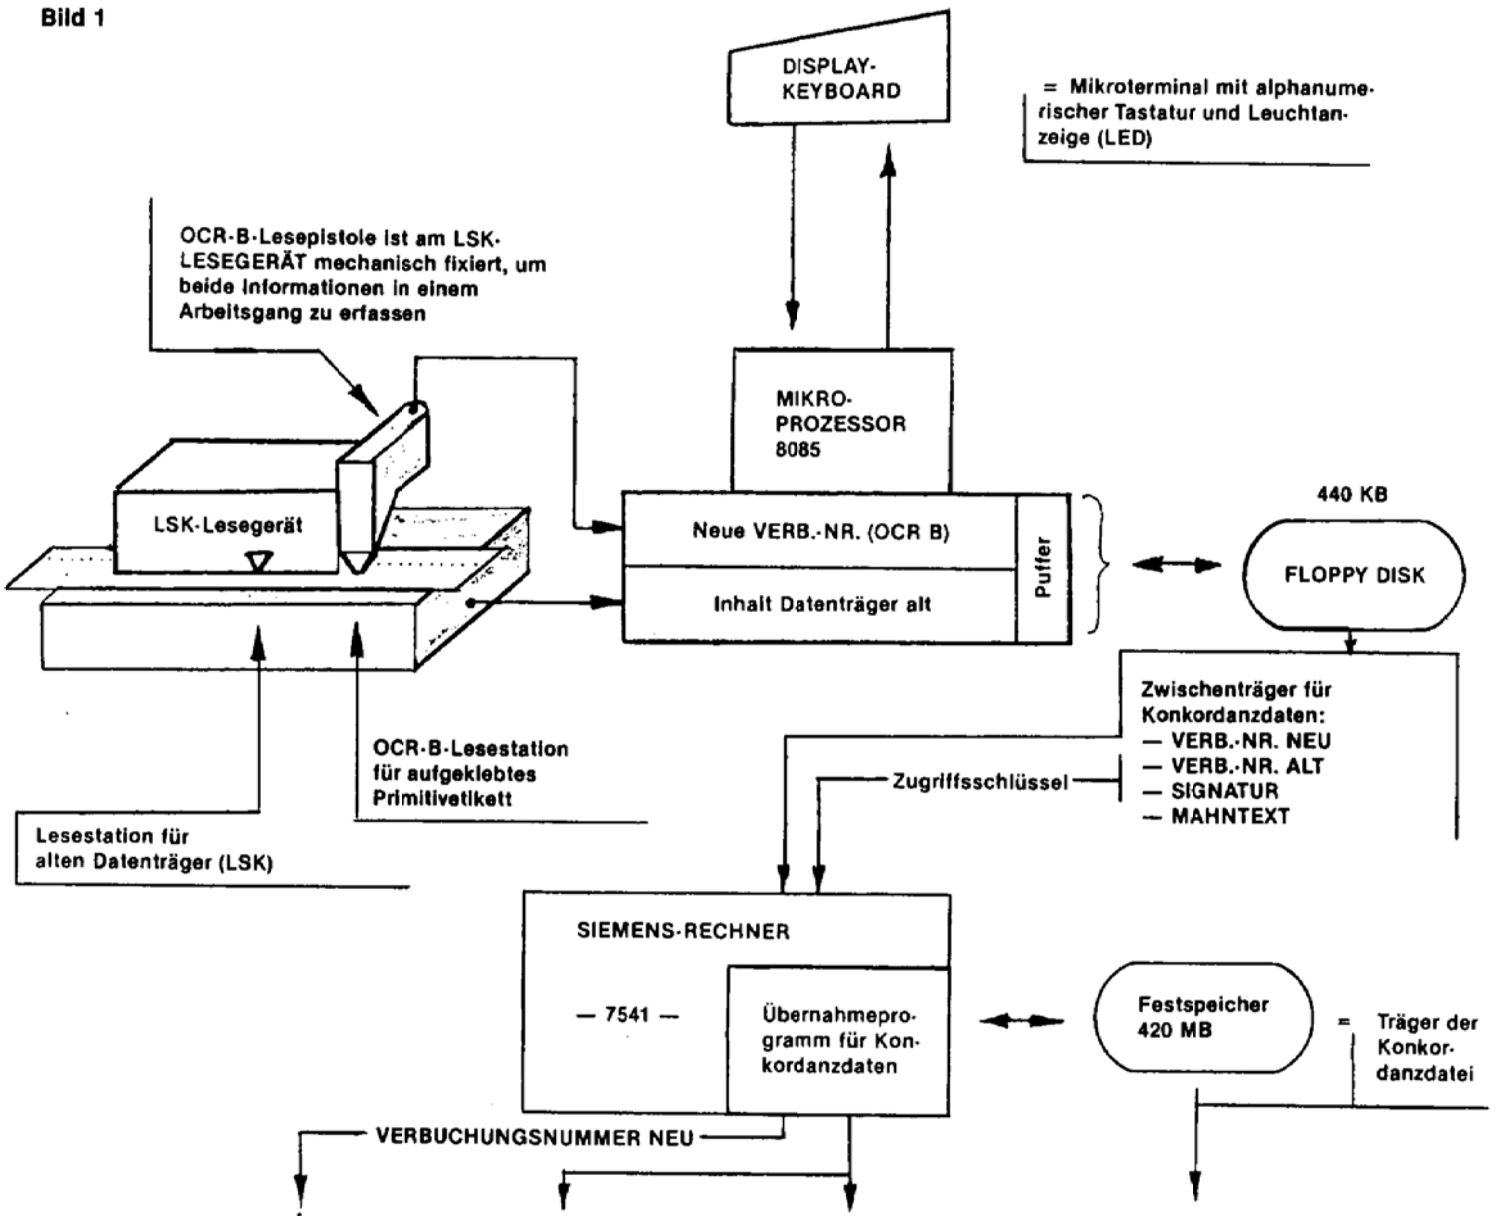 Bild 1
DISPLAY-
KEYBOARD
= Mikroterminal mit alphanume-
rischer Tastatur und Leuchtan-
zeige (LED)
OCR-B-Lesepistole ist am LSK-
LESEGERÄT mechanisch fixiert, um
beide Informationen in einem
Arbeitsgang zu erfassen
MIKRO-
PROZESSOR
8085
LSK-Lesegerät
Neue VERB.-NR. (OCR B)
Inhalt Datenträger alt
Puffer
440 KB
FLOPPY DISK
Zwischenträger für
Konkordanzdaten:
— VERB.-NR. NEU
— VERB.-NR. ALT
— SIGNATUR
— MAHNTEXT
Zugriffsschlüssel
OCR-B-Lesestation
für aufgeklebtes
Primitivetikett
Lesestation für
alten Datenträger (LSK)
SIEMENS-RECHNER
— 7541 —
Übernahmepro-
gramm für Kon-
kordanzdaten
Festspeicher
420 MB
= Träger der
Konkor-
danzdatei
VERBUCHUNGSNUMMER NEU